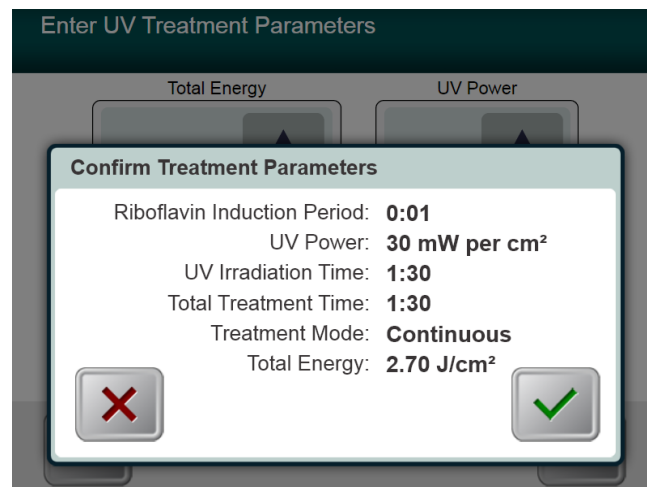 Enter UV Treatment Parameters
Total Energy UV Power
Confirm Treatment Parameters
Riboflavin Induction Period: 0:01
UV Power: 30 mW per cm²
UV Irradiation Time: 1:30
Total Treatment Time: 1:30
Treatment Mode: Continuous
Total Energy: 2.70 J/cm²